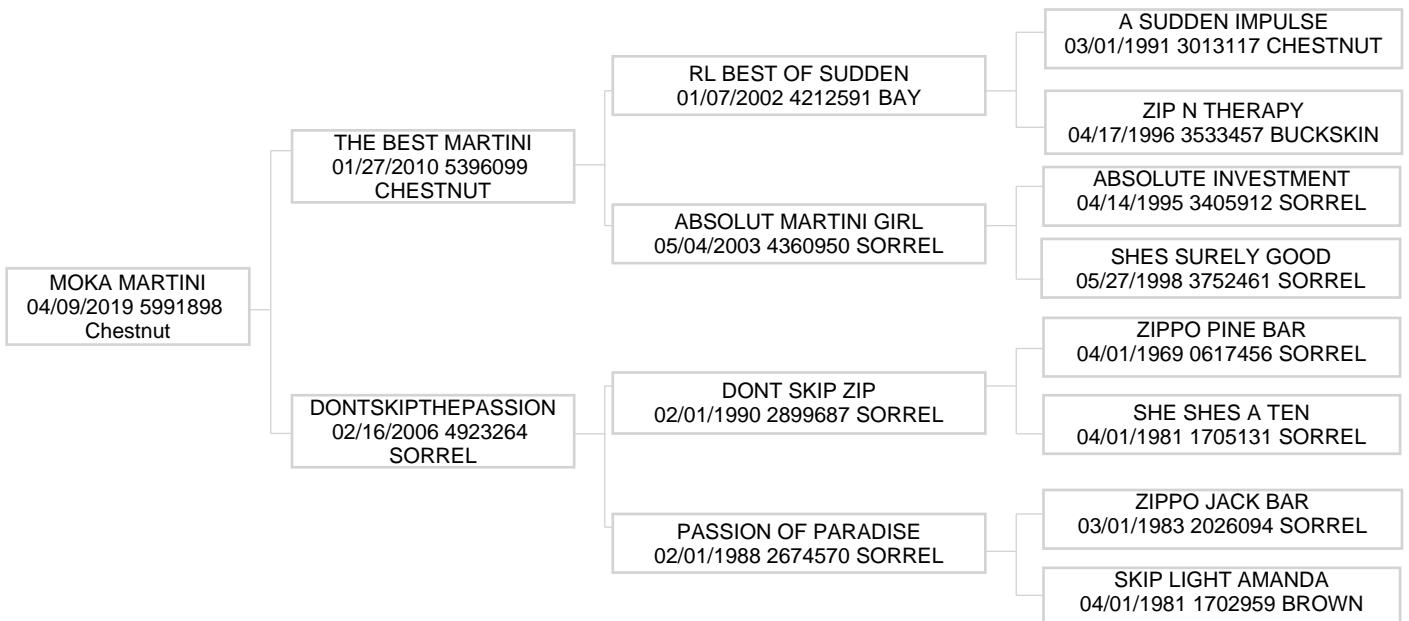 MOKA MARTINI
04/09/2019 5991898
Chestnut
THE BEST MARTINI
01/27/2010 5396099
CHESTNUT
DONTSKIPTHEPASSION
02/16/2006 4923264
SORREL
RL BEST OF SUDDEN
01/07/2002 4212591 BAY
ABSOLUT MARTINI GIRL
05/04/2003 4360950 SORREL
DONT SKIP ZIP
02/01/1990 2899687 SORREL
PASSION OF PARADISE
02/01/1988 2674570 SORREL
A SUDDEN IMPULSE
03/01/1991 3013117 CHESTNUT
ZIP N THERAPY
04/17/1996 3533457 BUCKSKIN
ABSOLUTE INVESTMENT
04/14/1995 3405912 SORREL
SHES SURELY GOOD
05/27/1998 3752461 SORREL
ZIPPO PINE BAR
04/01/1969 0617456 SORREL
SHE SHES A TEN
04/01/1981 1705131 SORREL
ZIPPO JACK BAR
03/01/1983 2026094 SORREL
SKIP LIGHT AMANDA
04/01/1981 1702959 BROWN